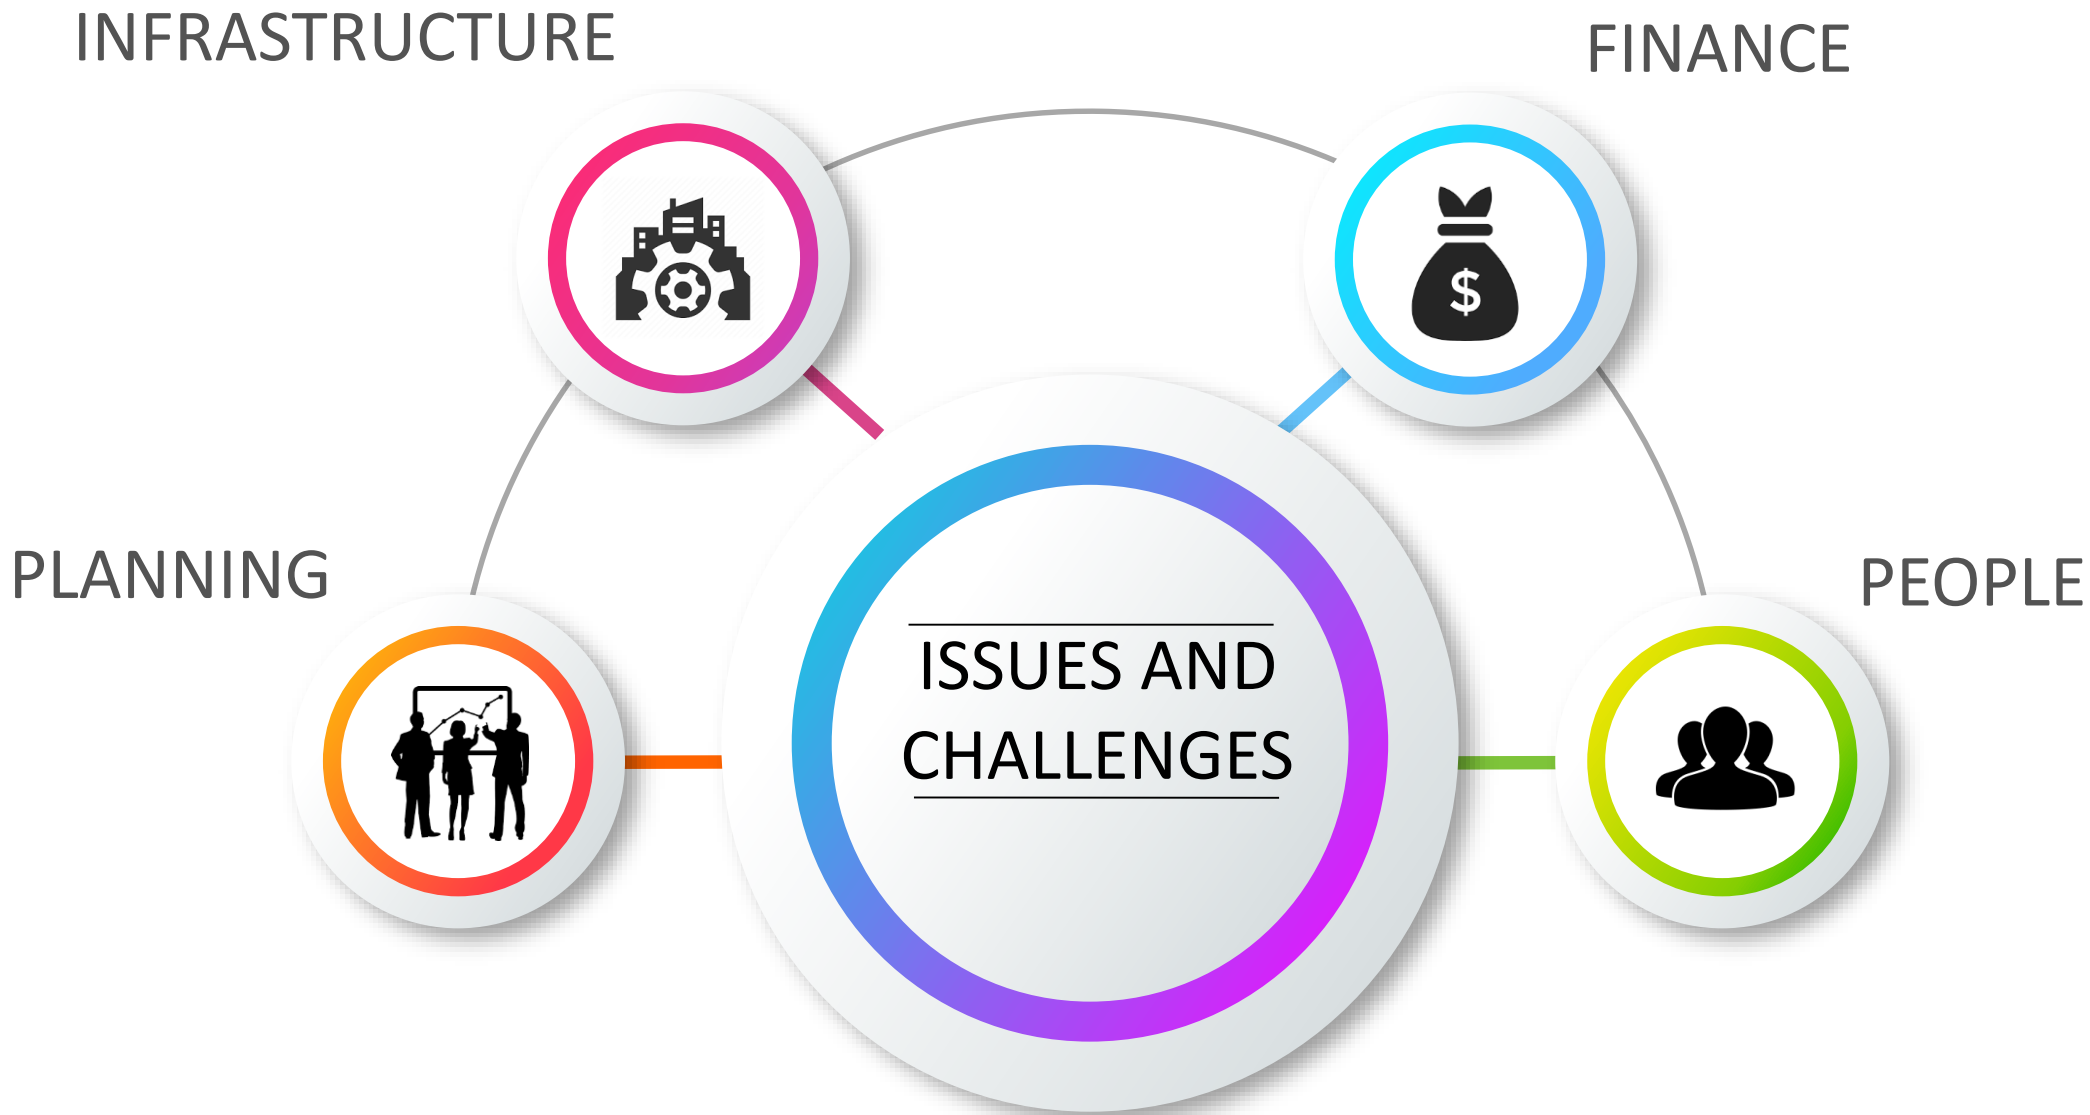 INFRASTRUCTURE
FINANCE
PLANNING
PEOPLE
ISSUES AND
CHALLENGES
$